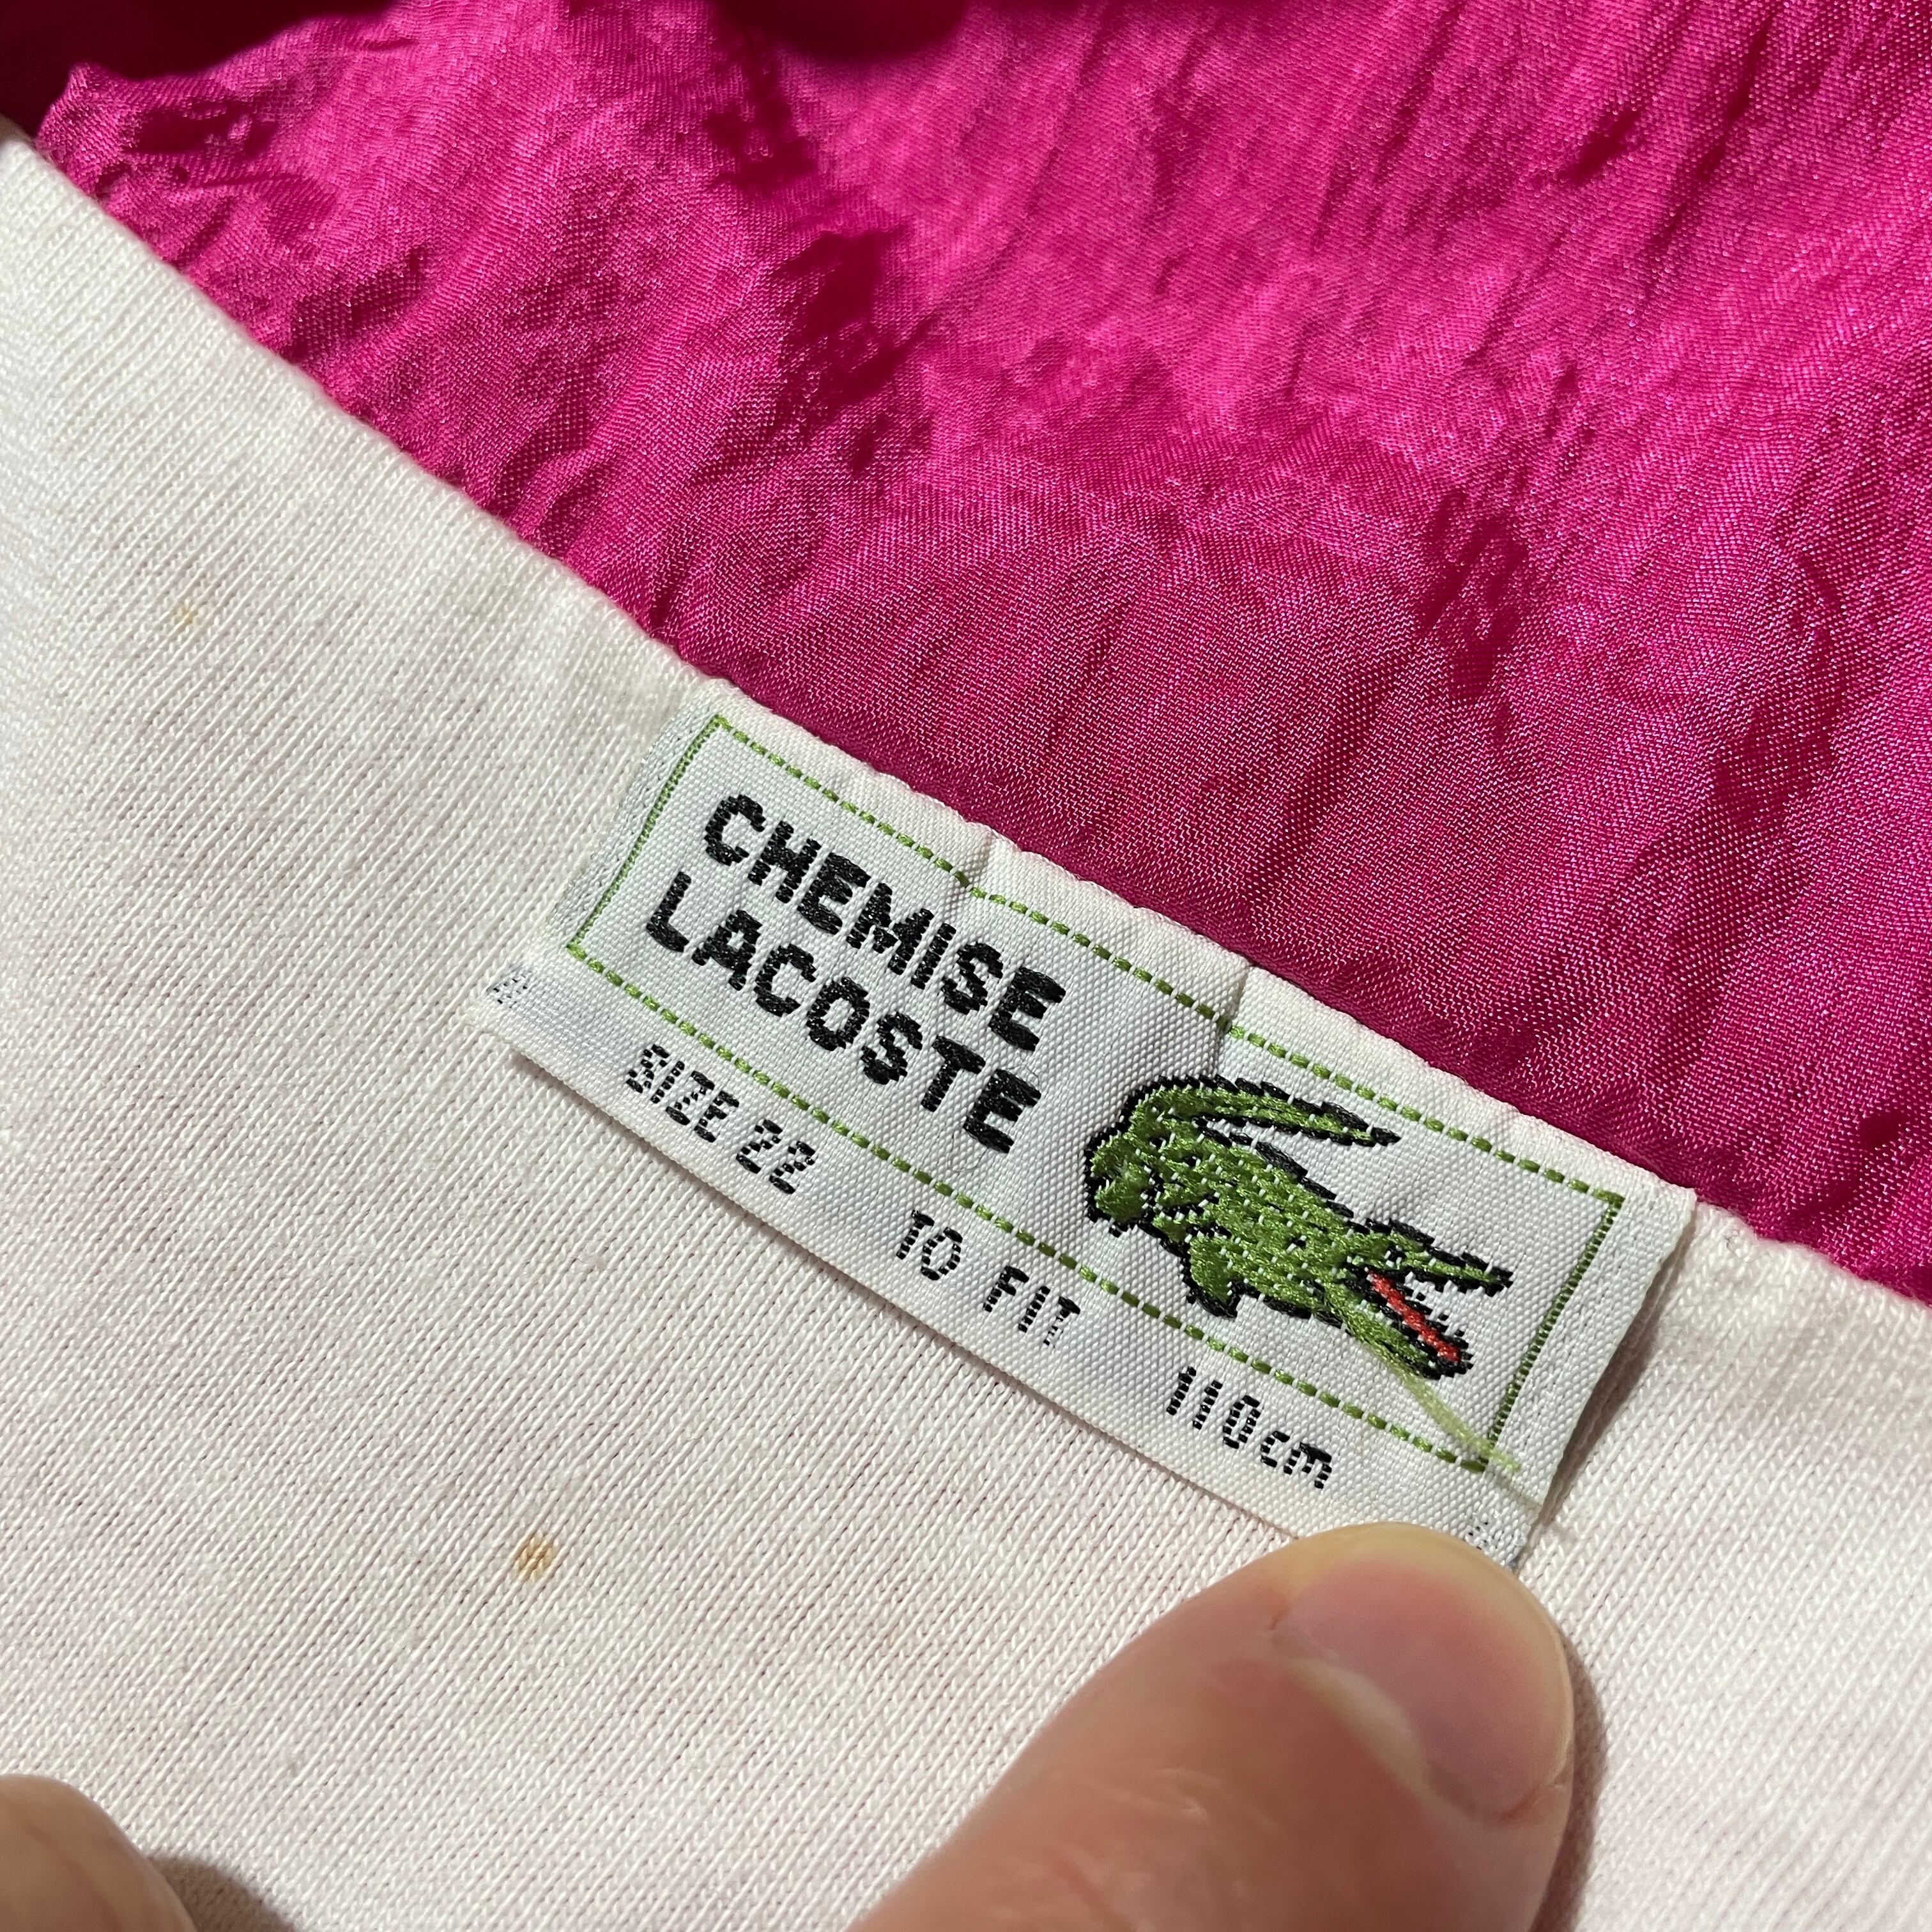 CHEMISE
LACOSTE
SIZE 22 TO FIT 110cm